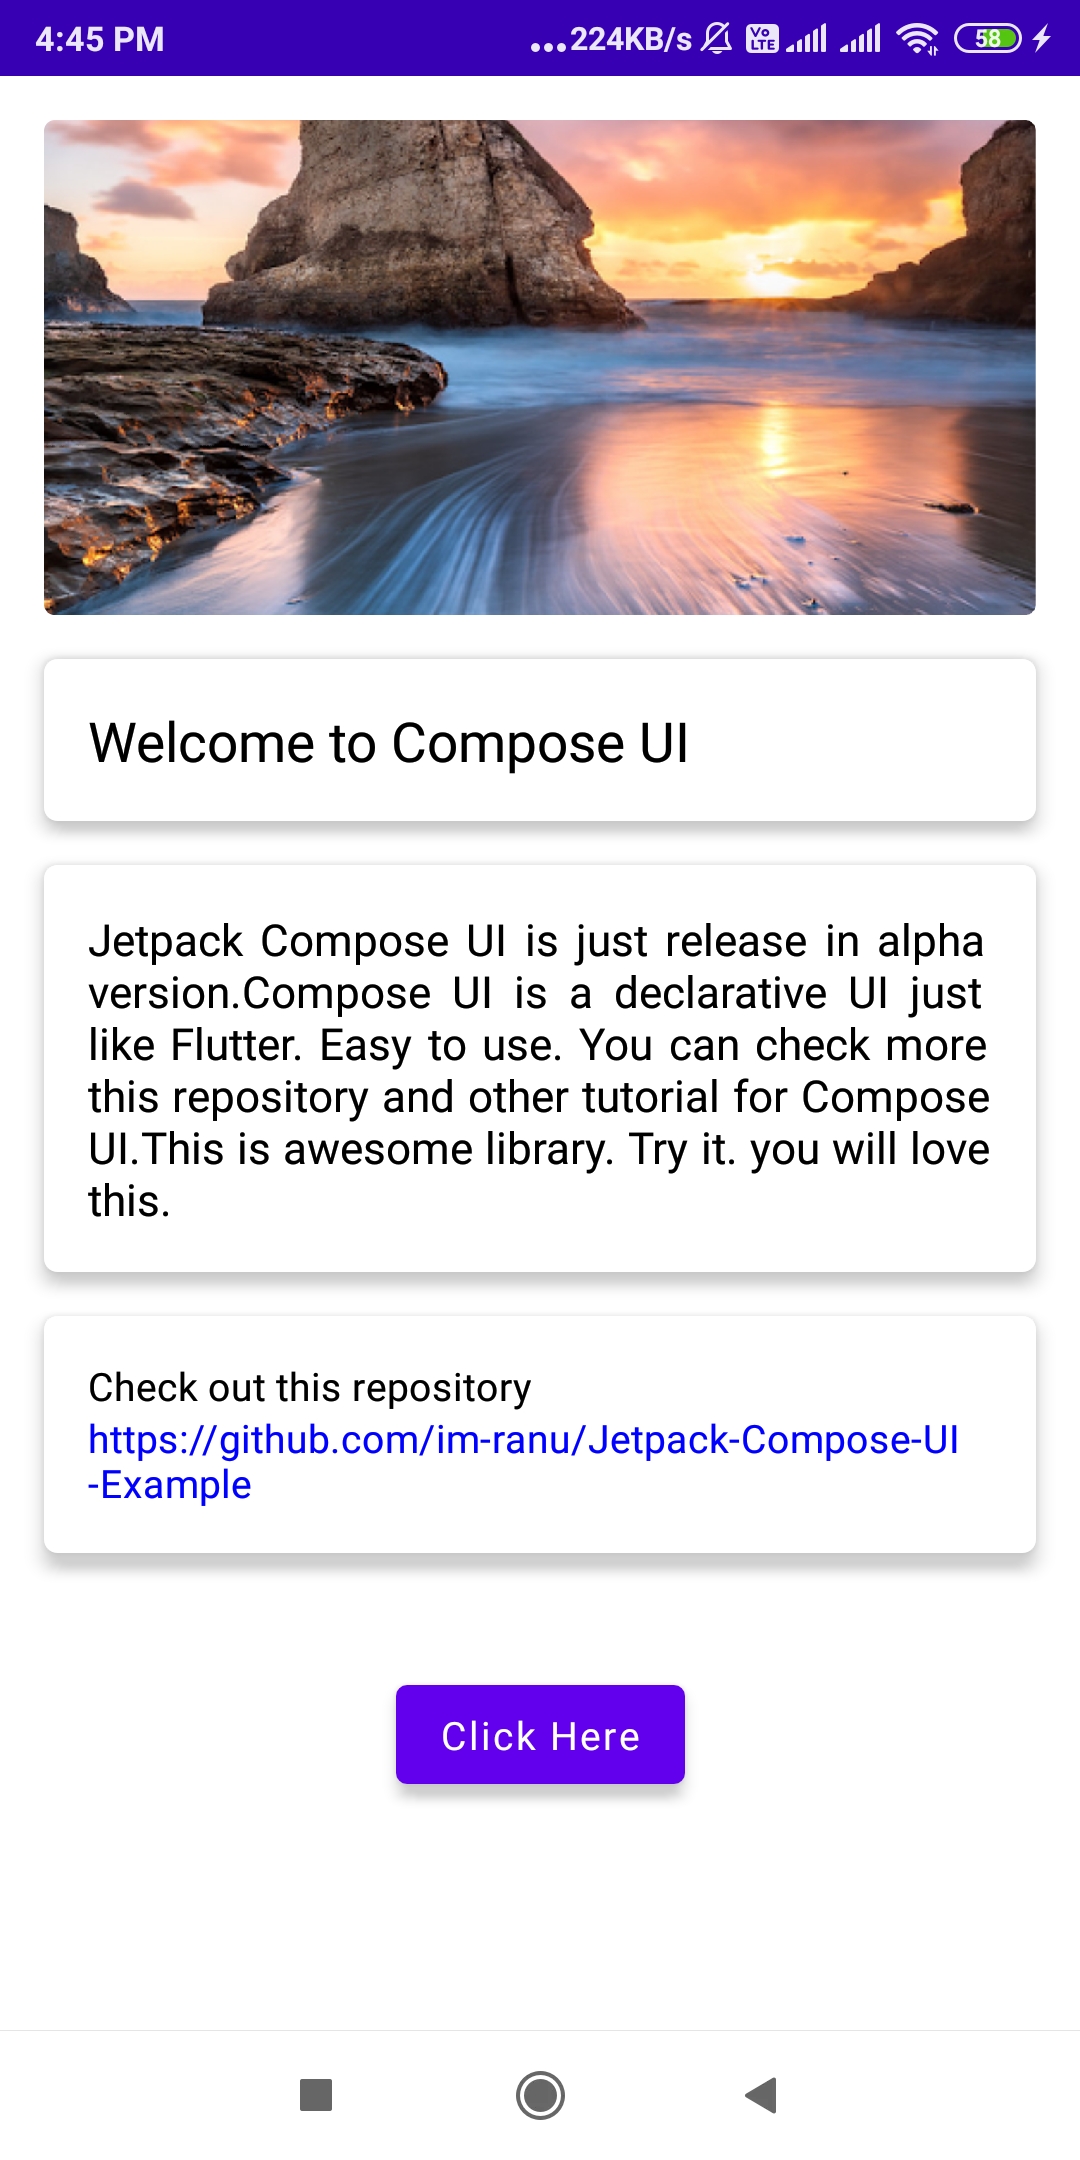 4:45 PM ...224KB/s Vo LTE 58
Welcome to Compose UI
Jetpack Compose UI is just release in alpha
version.Compose UI is a declarative UI just
like Flutter. Easy to use. You can check more
this repository and other tutorial for Compose
UI.This is awesome library. Try it. you will love
this.
Check out this repository
https://github.com/im-ranu/Jetpack-Compose-UI
-Example
Click Here